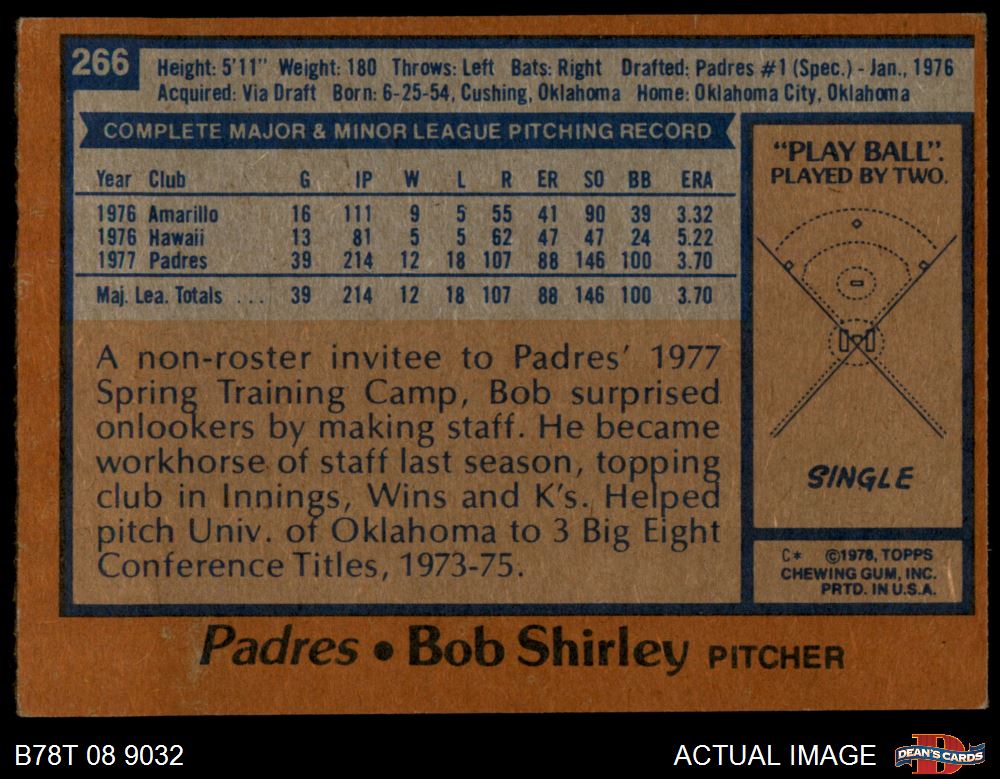 266
Height: 5'11" Weight: 180 Throws: Left Bats: Right Drafted: Padres #1 (Spec.) - Jan., 1976
Acquired: Via Draft Born: 6-25-54, Cushing, Oklahoma Home: Oklahoma City, Oklahoma
COMPLETE MAJOR & MINOR LEAGUE PITCHING RECORD
Year Club G IP W L R ER SO BB ERA
1976 Amarillo 16 111 9 5 55 41 90 39 3.32
1976 Hawaii 13 81 5 5 62 47 47 24 5.22
1977 Padres 39 214 12 18 107 88 146 100 3.70
Maj. Lea. Totals . . . 39 214 12 18 107 88 146 100 3.70
A non-roster invitee to Padres' 1977
Spring Training Camp, Bob surprised
onlookers by making staff. He became
workhorse of staff last season, topping
club in Innings, Wins and K's. Helped
pitch Univ. of Oklahoma to 3 Big Eight
Conference Titles, 1973-75.
"PLAY BALL".
PLAYED BY TWO.
SINGLE
C* ©1978, TOPPS
CHEWING GUM, INC.
PRTD. IN U.S.A.
Padres • Bob Shirley PITCHER
B78T 08 9032
ACTUAL IMAGE
DEAN'S CARDS